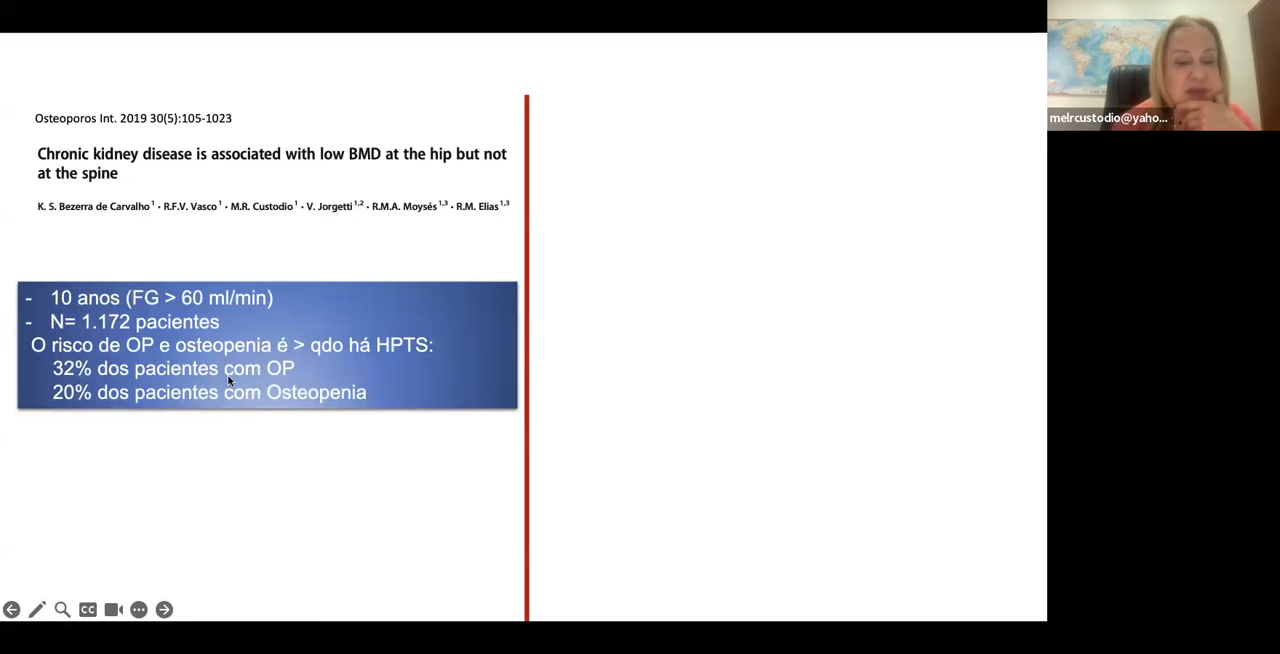 Osteoporos Int. 2019 30(5):105-1023
Chronic kidney disease is associated with low BMD at the hip but not
at the spine
K. S. Bezerra de Carvalho 1 · R.F.V. Vasco 1 · M.R. Custodio 1 · V. Jorgetti 1,2 · R.M.A. Moysés 1,3 · R.M. Elias 1,3
- 10 anos (FG > 60 ml/min)
- N= 1.172 pacientes
O risco de OP e osteopenia é > qdo há HPTS:
32% dos pacientes com OP
20% dos pacientes com Osteopenia
CC
melrcustodio@yaho...